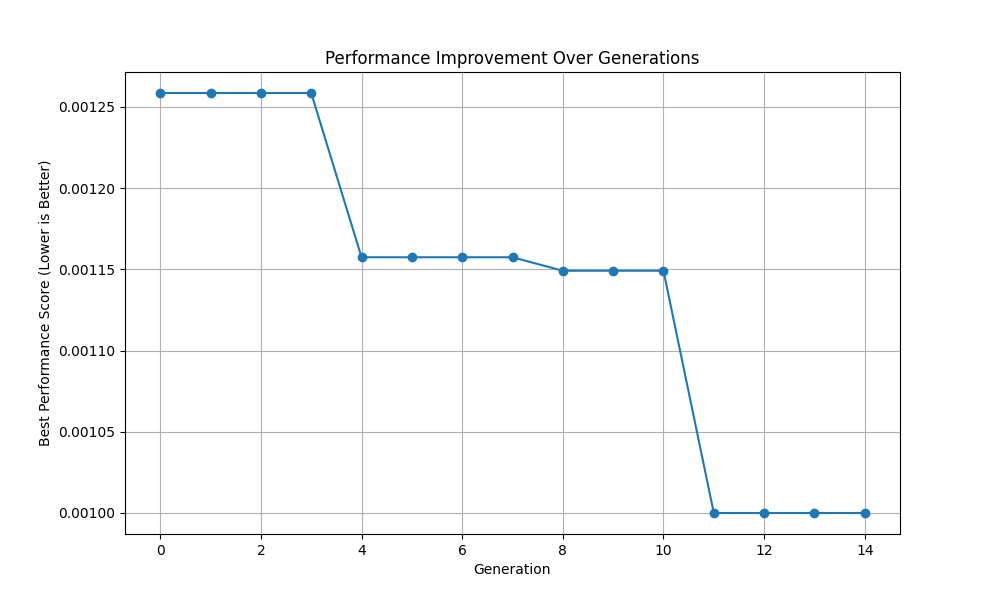 Performance Improvement Over Generations
Best Performance Score (Lower is Better)
0.00125
0.00120
0.00115
0.00110
0.00105
0.00100
0 2 4 6 8 10 12 14
Generation